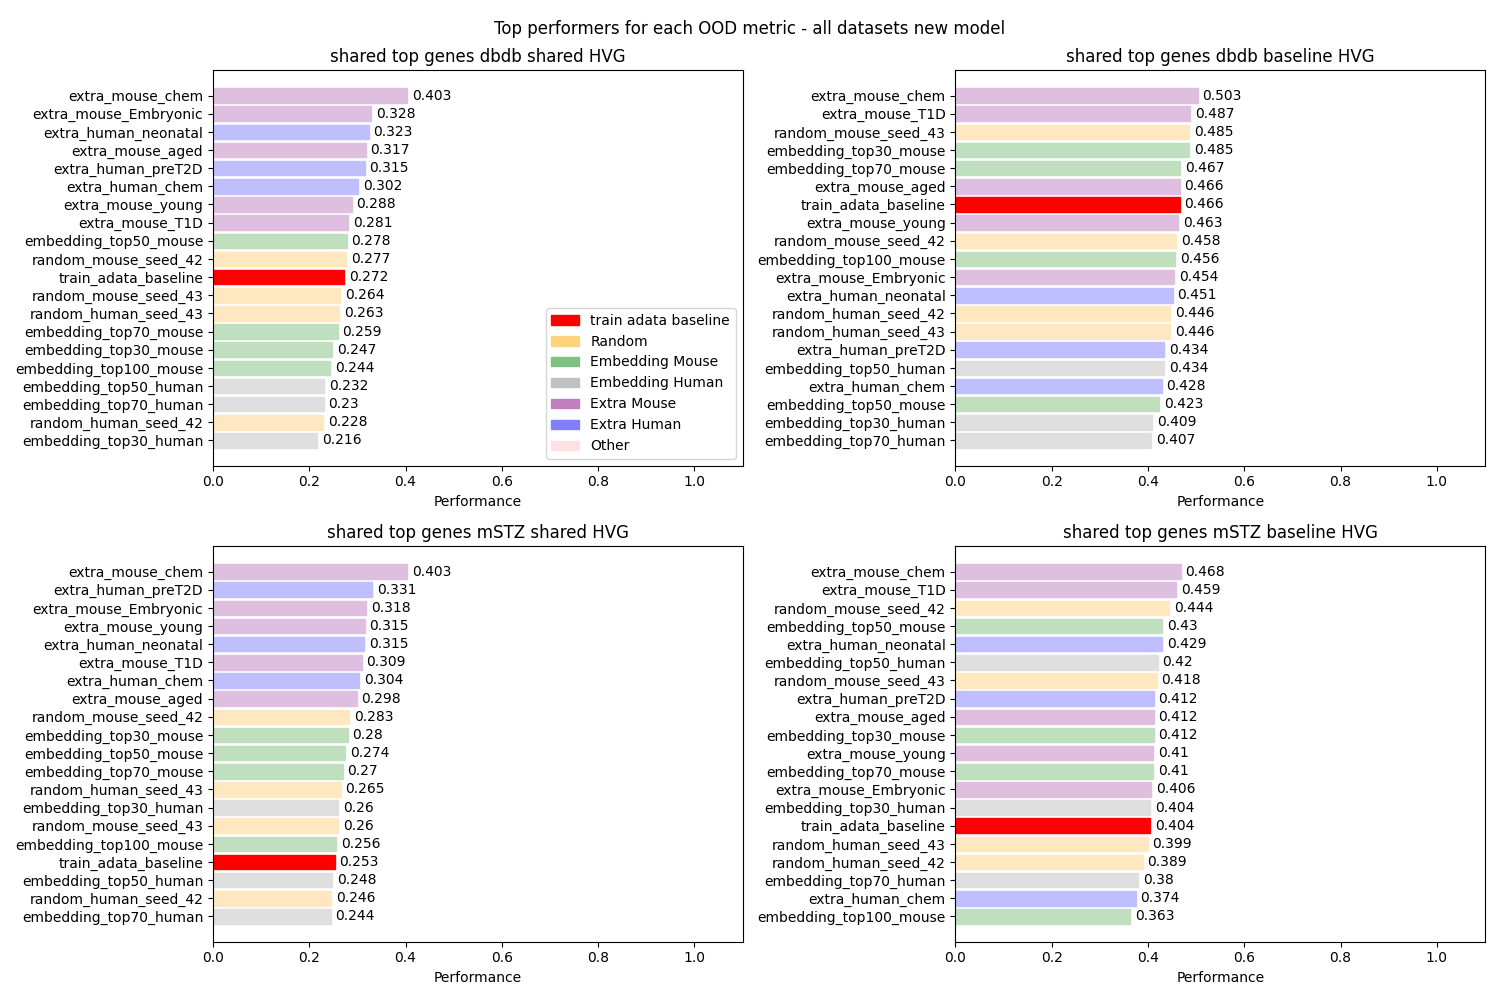 Top performers for each OOD metric - all datasets new model
shared top genes dbdb shared HVG
extra_mouse_chem 0.403
extra_mouse_Embryonic 0.328
extra_human_neonatal 0.323
extra_mouse_aged 0.317
extra_human_preT2D 0.315
extra_human_chem 0.302
extra_mouse_young 0.288
extra_mouse_T1D 0.281
embedding_top50_mouse 0.278
random_mouse_seed_42 0.277
train_adata_baseline 0.272
random_mouse_seed_43 0.264
random_human_seed_43 0.263
embedding_top70_mouse 0.259
embedding_top30_mouse 0.247
embedding_top100_mouse 0.244
embedding_top50_human 0.232
embedding_top70_human 0.23
random_human_seed_42 0.228
embedding_top30_human 0.216
train adata baseline
Random
Embedding Mouse
Embedding Human
Extra Mouse
Extra Human
Other
0.0 0.2 0.4 0.6 0.8 1.0
Performance
shared top genes dbdb baseline HVG
extra_mouse_chem 0.503
extra_mouse_T1D 0.487
random_mouse_seed_43 0.485
embedding_top30_mouse 0.485
embedding_top70_mouse 0.467
extra_mouse_aged 0.466
train_adata_baseline 0.466
extra_mouse_young 0.463
random_mouse_seed_42 0.458
embedding_top100_mouse 0.456
extra_mouse_Embryonic 0.454
extra_human_neonatal 0.451
random_human_seed_42 0.446
random_human_seed_43 0.446
extra_human_preT2D 0.434
embedding_top50_human 0.434
extra_human_chem 0.428
embedding_top50_mouse 0.423
embedding_top30_human 0.409
embedding_top70_human 0.407
0.0 0.2 0.4 0.6 0.8 1.0
Performance
shared top genes mSTZ shared HVG
extra_mouse_chem 0.403
extra_human_preT2D 0.331
extra_mouse_Embryonic 0.318
extra_mouse_young 0.315
extra_human_neonatal 0.315
extra_mouse_T1D 0.309
extra_human_chem 0.304
extra_mouse_aged 0.298
random_mouse_seed_42 0.283
embedding_top30_mouse 0.28
embedding_top50_mouse 0.274
embedding_top70_mouse 0.27
random_human_seed_43 0.265
embedding_top30_human 0.26
random_mouse_seed_43 0.26
embedding_top100_mouse 0.256
train_adata_baseline 0.253
embedding_top50_human 0.248
random_human_seed_42 0.246
embedding_top70_human 0.244
0.0 0.2 0.4 0.6 0.8 1.0
Performance
shared top genes mSTZ baseline HVG
extra_mouse_chem 0.468
extra_mouse_T1D 0.459
random_mouse_seed_42 0.444
embedding_top50_mouse 0.43
extra_human_neonatal 0.429
embedding_top50_human 0.42
random_mouse_seed_43 0.418
extra_human_preT2D 0.412
extra_mouse_aged 0.412
embedding_top30_mouse 0.412
extra_mouse_young 0.41
embedding_top70_mouse 0.41
extra_mouse_Embryonic 0.406
embedding_top30_human 0.404
train_adata_baseline 0.404
random_human_seed_43 0.399
random_human_seed_42 0.389
embedding_top70_human 0.38
extra_human_chem 0.374
embedding_top100_mouse 0.363
0.0 0.2 0.4 0.6 0.8 1.0
Performance